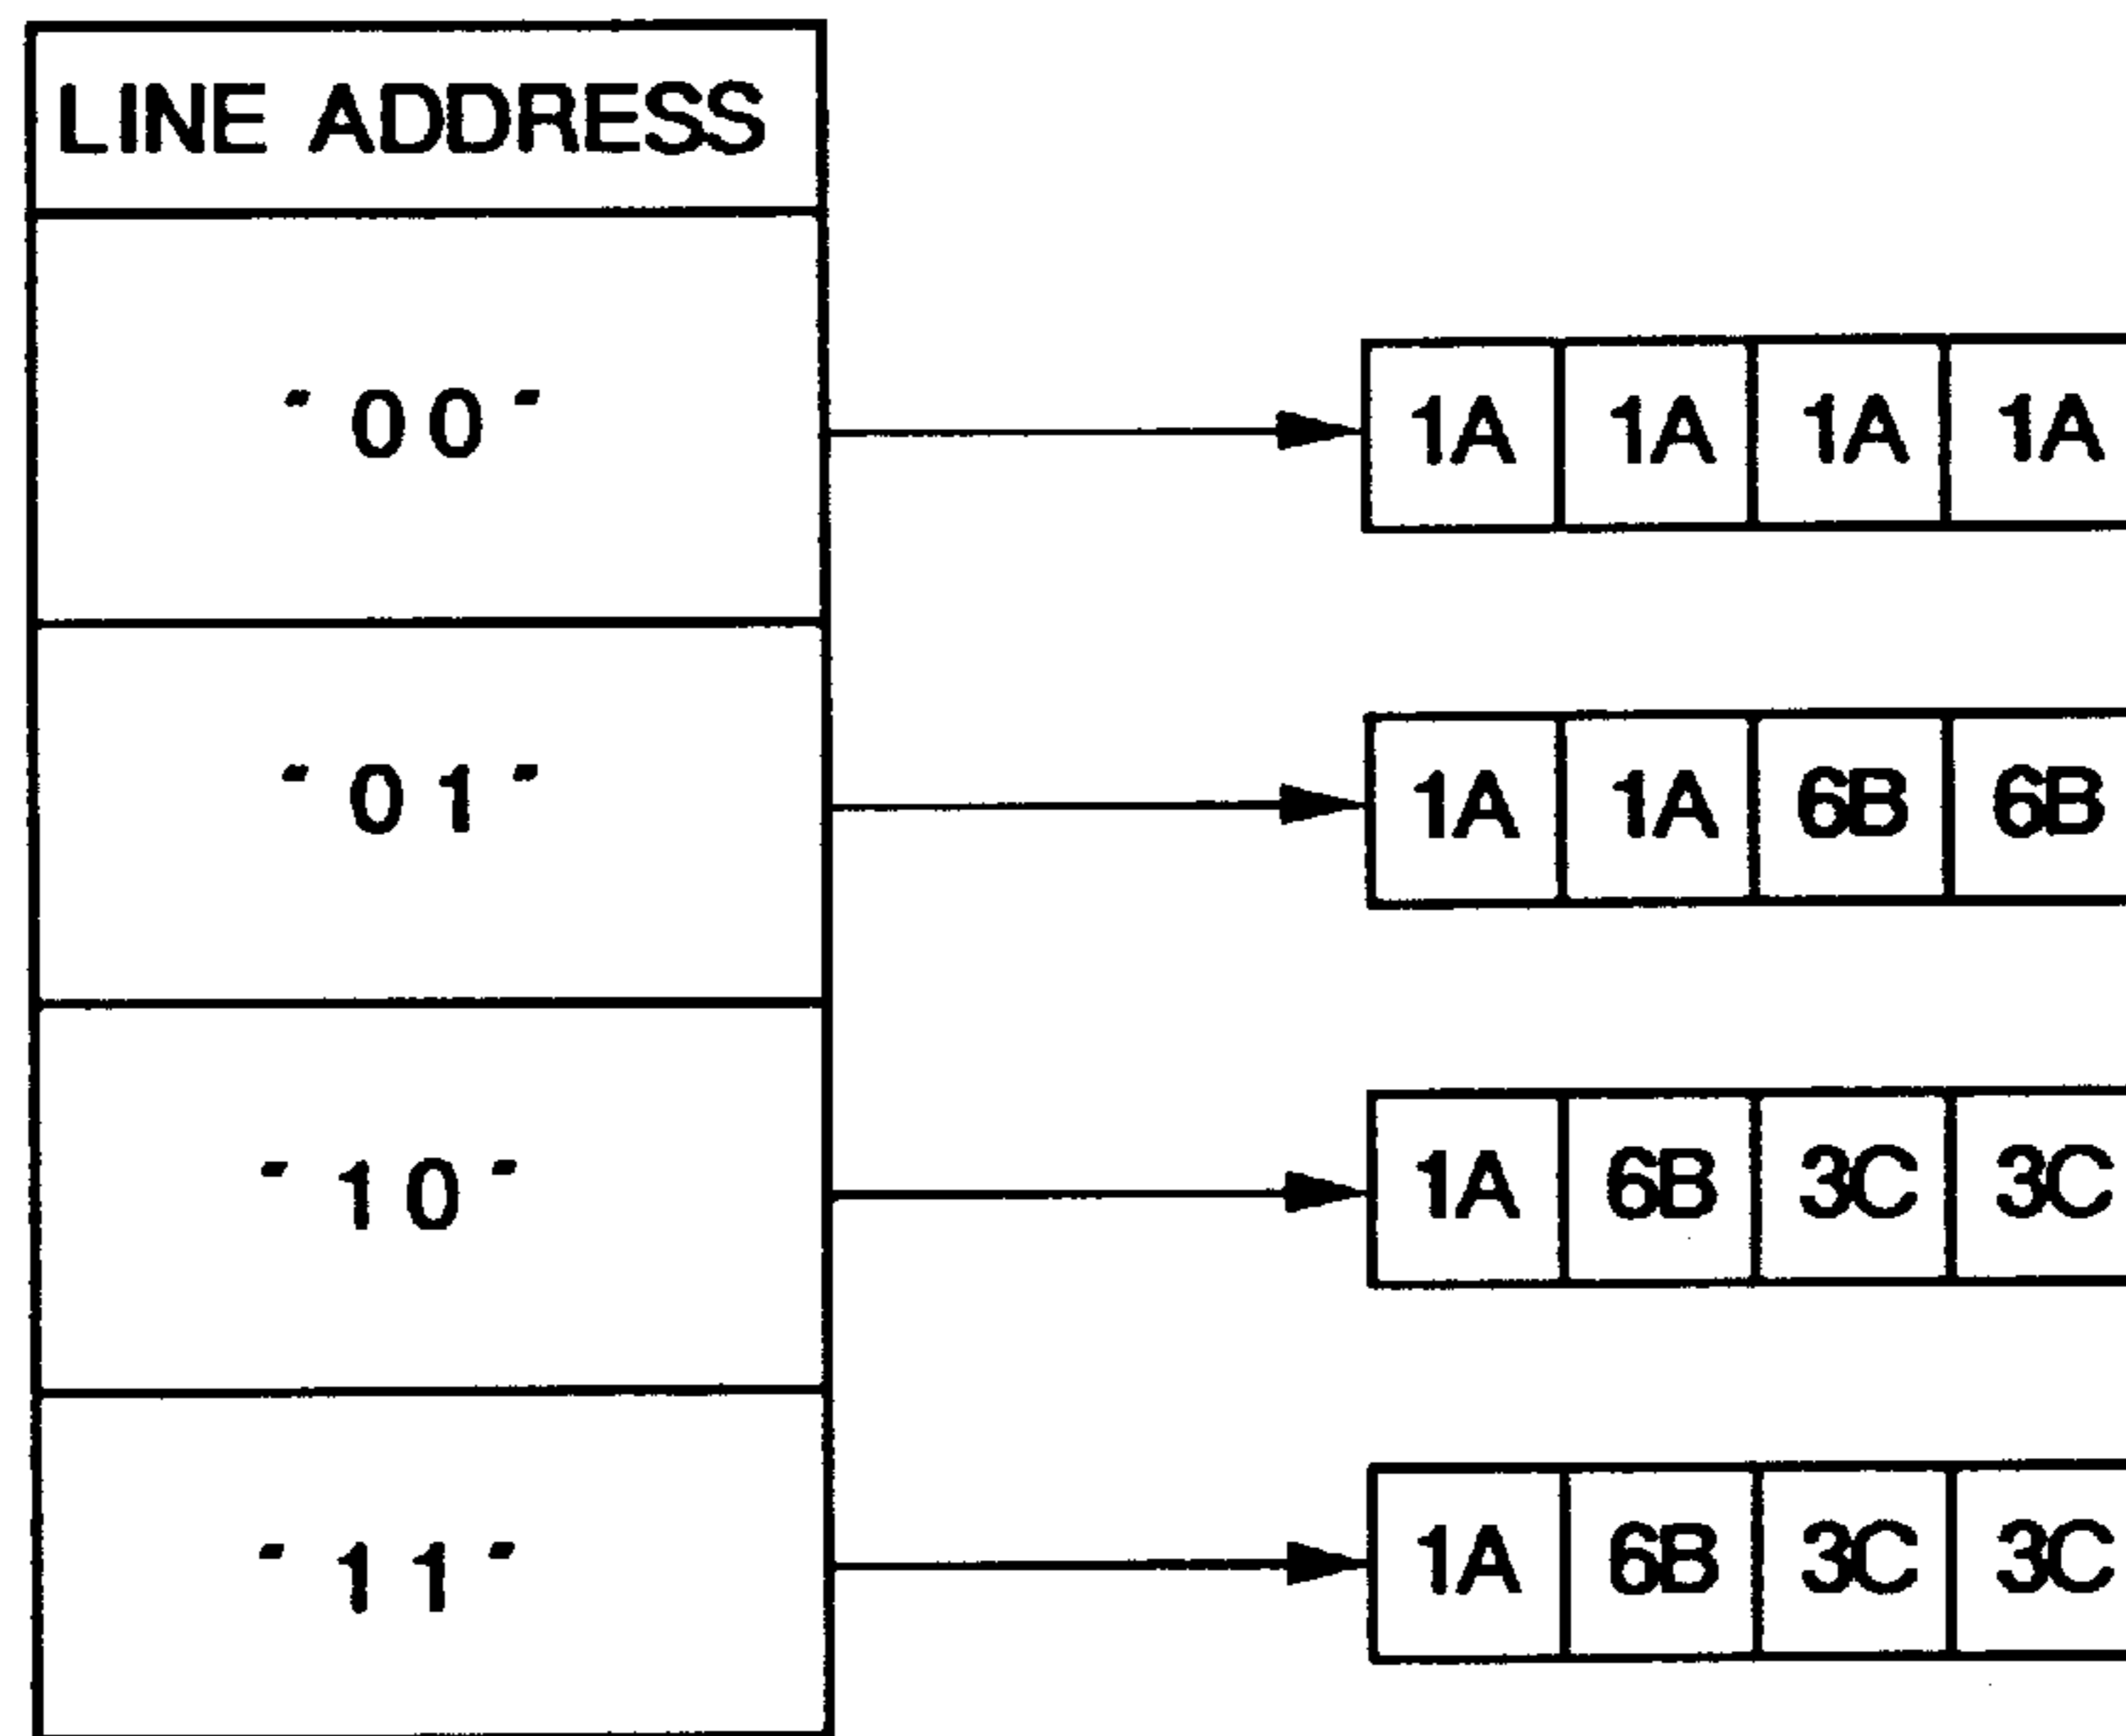 LINE ADDRESS
"00" 1A 1A 1A 1A
"01" 1A 1A 6B 6B
"10" 1A 6B 3C 3C
"11" 1A 6B 3C 3C